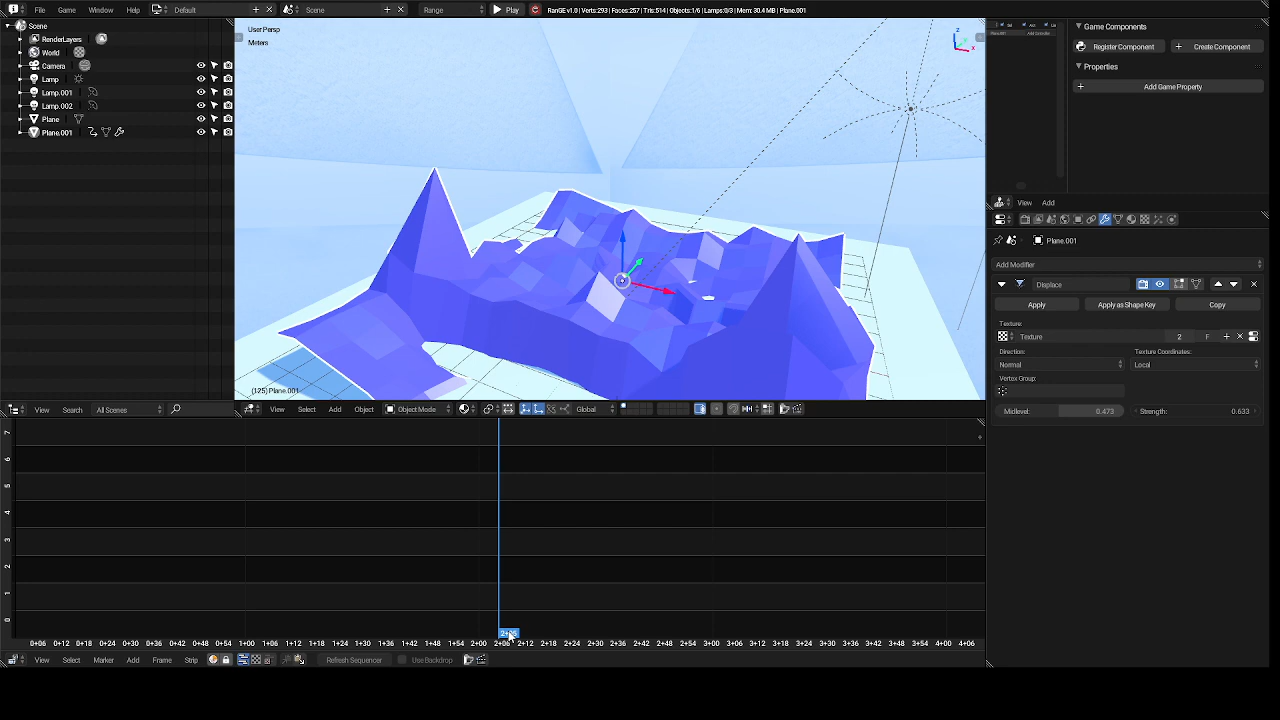 File Game Window Help Default Scene Range Play RanGE v1.0 | Verts:293 | Faces:257 | Tris:514 | Objects:1/6 | Lamps:0/3 | Mem: 30.4 MB | Plane.001
Scene
RenderLayers
World
Camera
Lamp
Lamp.001
Lamp.002
Plane
Plane.001
View Search All Scenes
User Persp
Meters
(125) Plane.001
View Select Add Object Object Mode Global
Game Components
Register Component Create Component
Properties
Add Game Property
View Add
Plane.001
Add Modifier
Displace
Apply Apply as Shape Key Copy
Texture:
Texture 2 F
Direction: Texture Coordinates:
Normal Local
Vertex Group:
Midlevel: 0.473 Strength: 0.633
7
6
5
4
3
2
1
0
0+06 0+12 0+18 0+24 0+30 0+36 0+42 0+48 0+54 1+00 1+06 1+12 1+18 1+24 1+30 1+36 1+42 1+48 1+54 2+00 2+06 2+12 2+18 2+24 2+30 2+36 2+42 2+48 2+54 3+00 3+06 3+12 3+18 3+24 3+30 3+36 3+42 3+48 3+54 4+00 4+06
View Select Marker Add Frame Strip Refresh Sequencer Use Backdrop